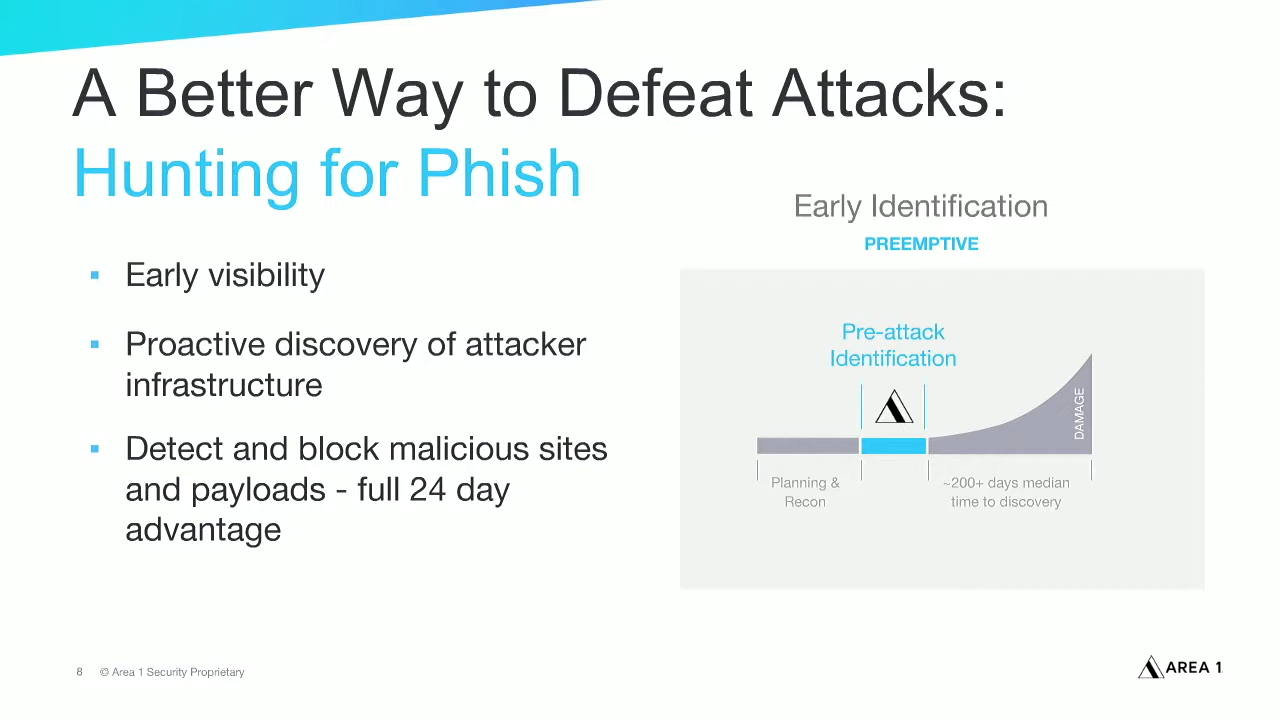 A Better Way to Defeat Attacks:
Hunting for Phish
▪ Early visibility
▪ Proactive discovery of attacker
infrastructure
▪ Detect and block malicious sites
and payloads - full 24 day
advantage
Early Identification
PREEMPTIVE
Pre-attack
Identification
DAMAGE
Planning &
Recon
~200+ days median
time to discovery
8 © Area 1 Security Proprietary
AREA 1